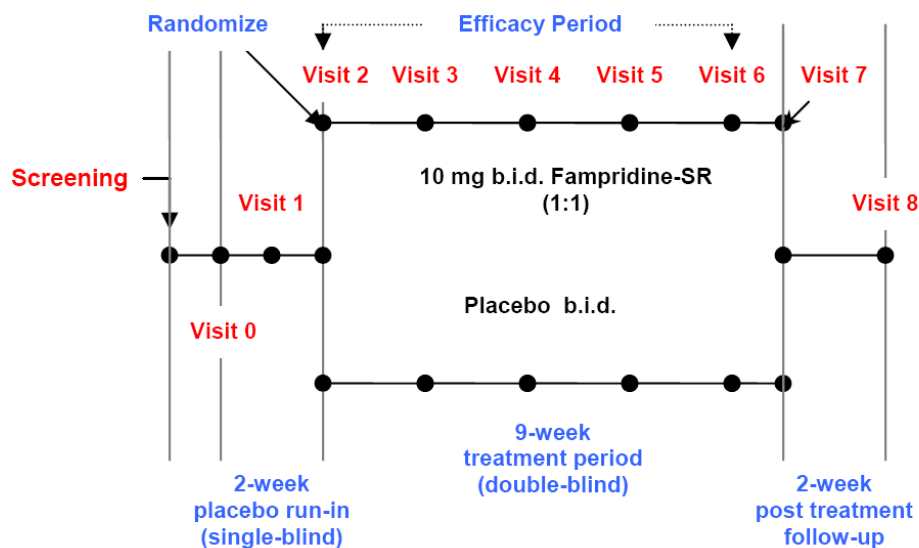 Randomize
Efficacy Period
Visit 2
Visit 3
Visit 4
Visit 5
Visit 6
Visit 7
Screening
10 mg b.i.d. Fampridine-SR
(1:1)
Visit 1
Visit 8
Placebo b.i.d.
Visit 0
9-week
treatment period
(double-blind)
2-week
placebo run-in
(single-blind)
2-week
post treatment
follow-up